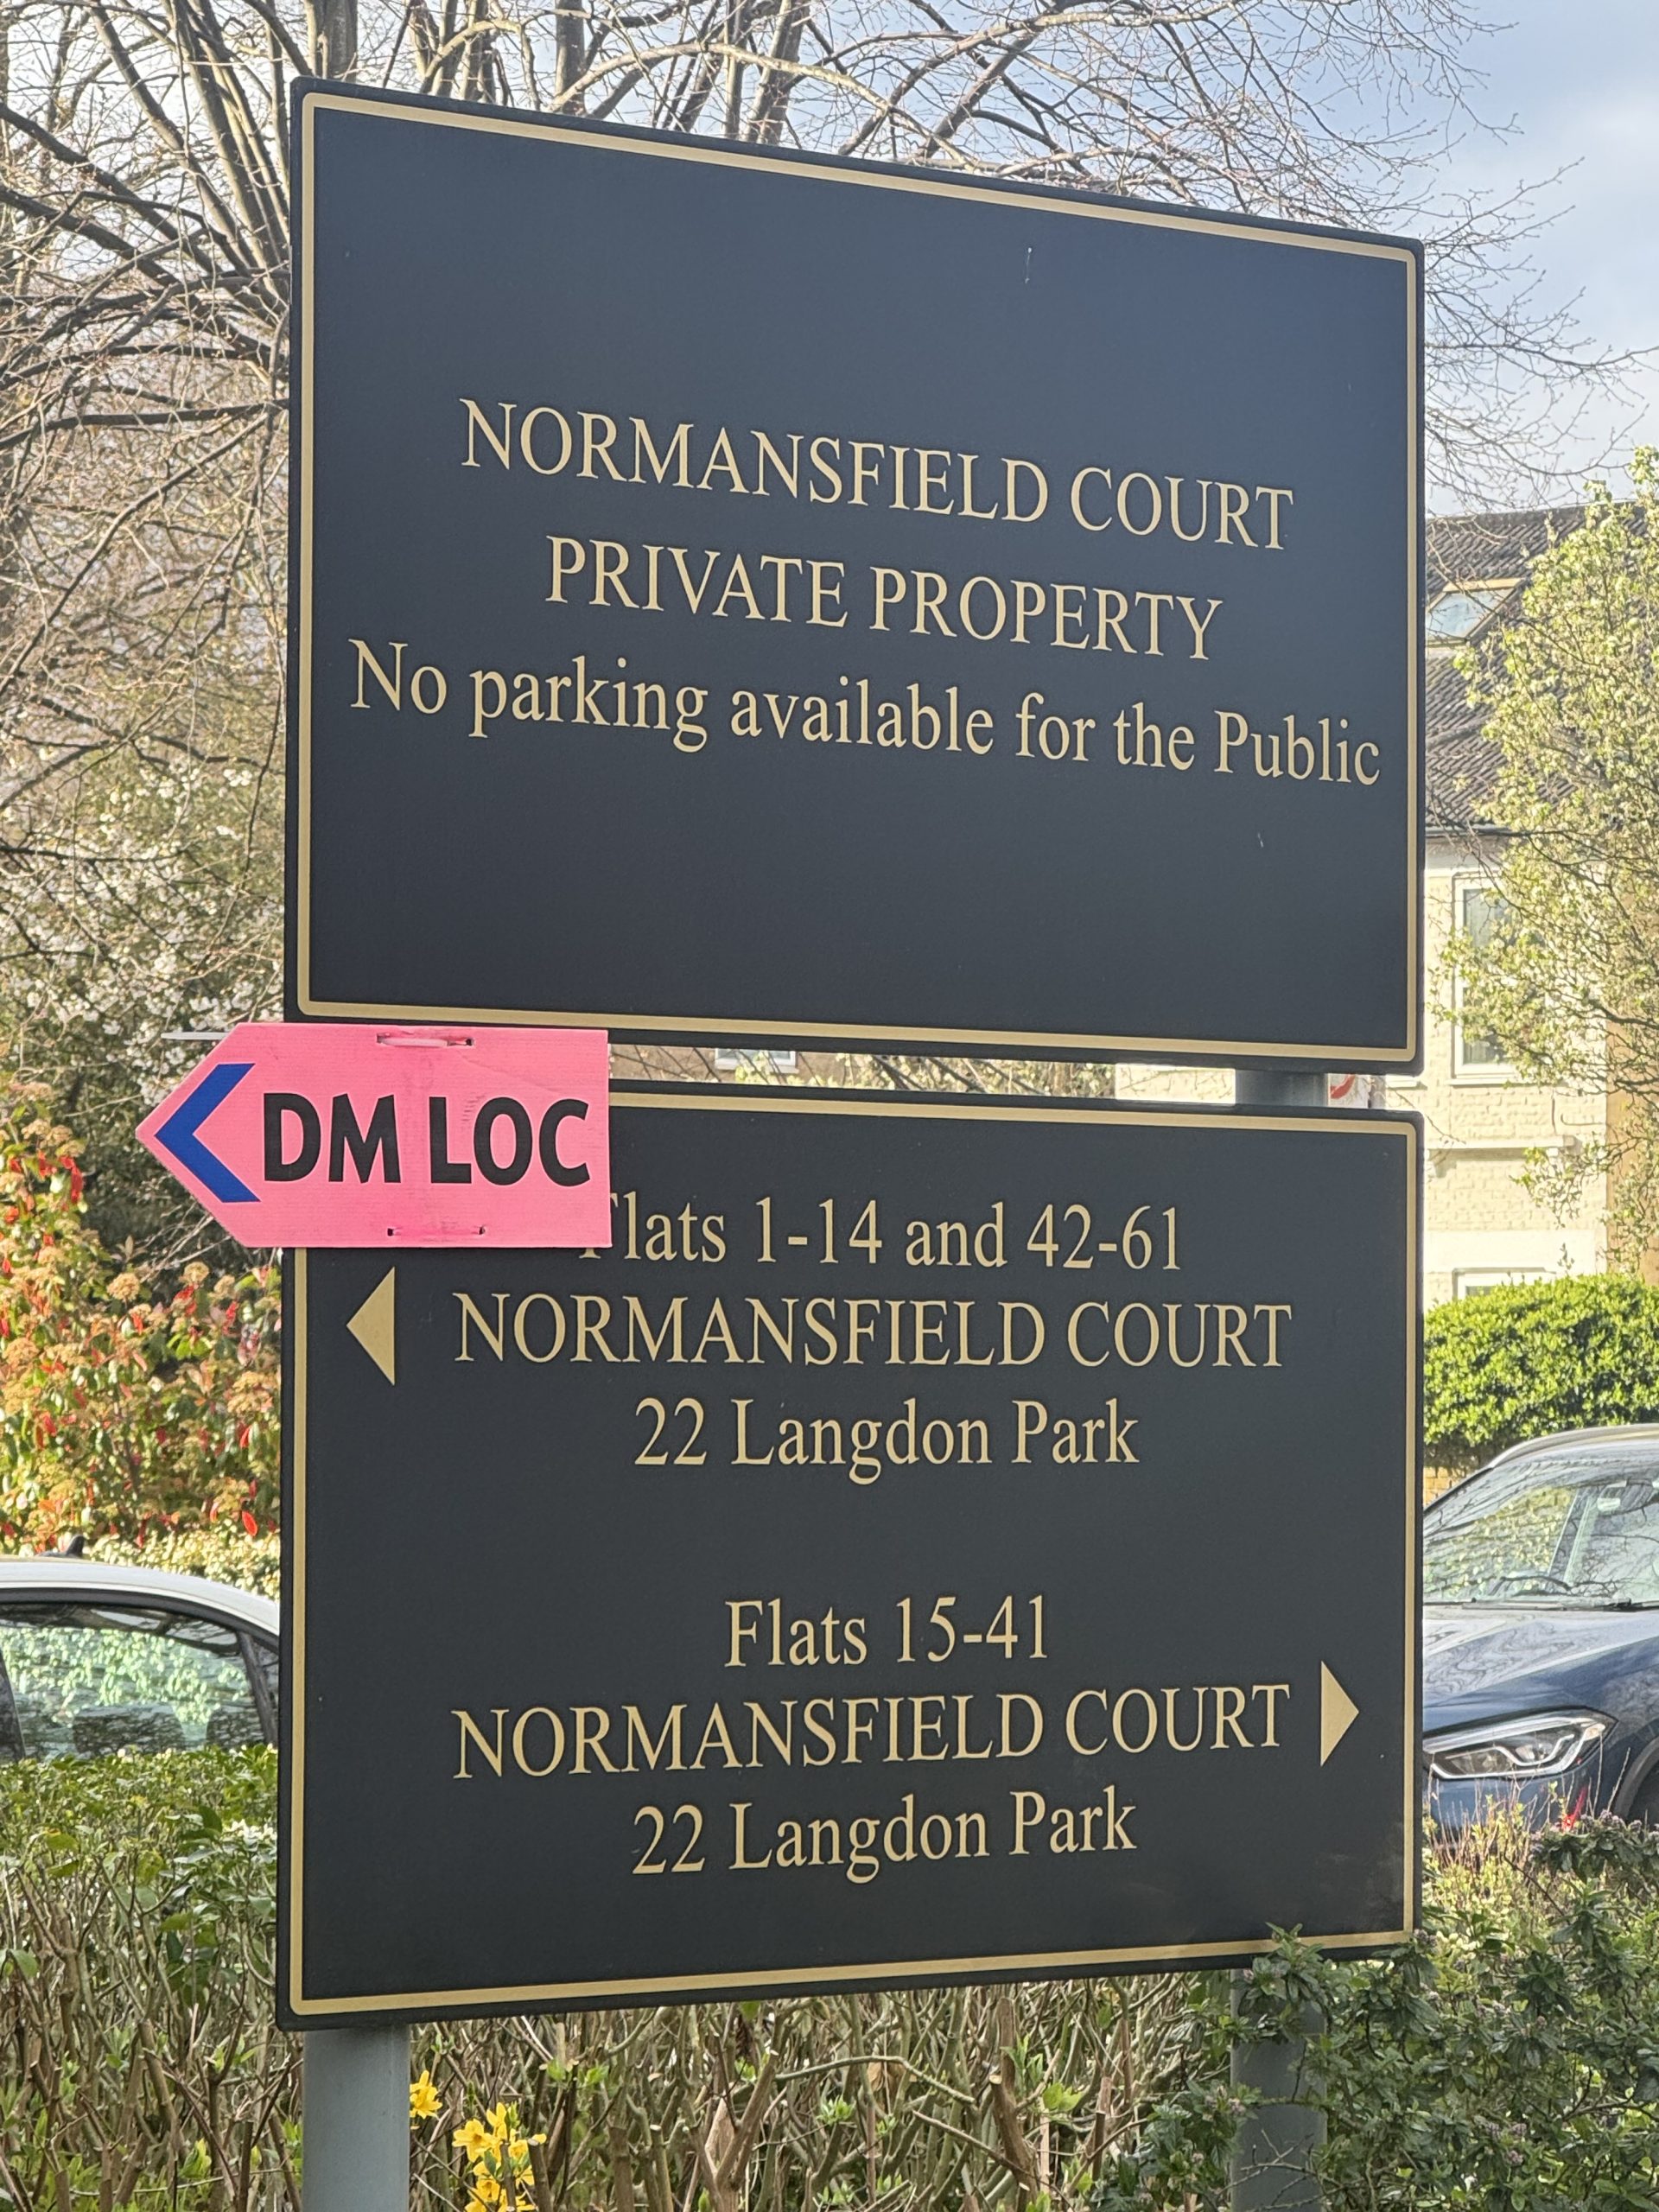 NORMANSFIELD COURT
PRIVATE PROPERTY
No parking available for the Public
DM LOC
Flats 1-14 and 42-61
NORMANSFIELD COURT
22 Langdon Park
Flats 15-41
NORMANSFIELD COURT
22 Langdon Park